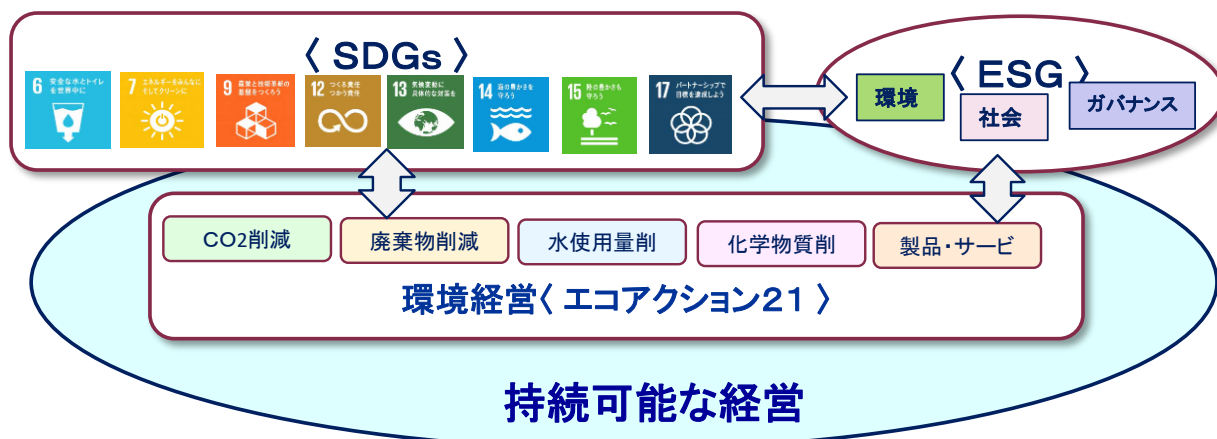 〈 SDGs 〉
6 安全な水とトイレ
を世界中に
7 エネルギーをみんなに
そしてクリーンに
9 産業と技術革新の
基盤をつくろう
12 つくる責任
つかう責任
13 気候変動に
具体的な対策を
14 海の豊かさを
守ろう
15 陸の豊かさも
守ろう
17 パートナーシップで
目標を達成しよう
〈 ESG 〉
環境
社会
ガバナンス
CO2削減
廃棄物削減
水使用量削
化学物質削
製品・サービ
環境経営〈 エコアクション21 〉
持続可能な経営